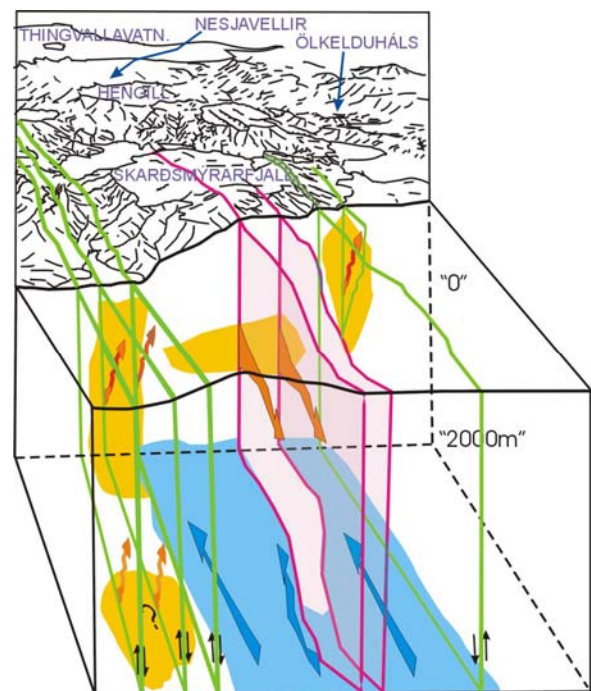 NESJAVELLIR
THINGVALLAVATN.
ÖLKELDUHÁLS
HENGILL
SKARÐSMÝRARFJALL
"0"
"2000m"
?